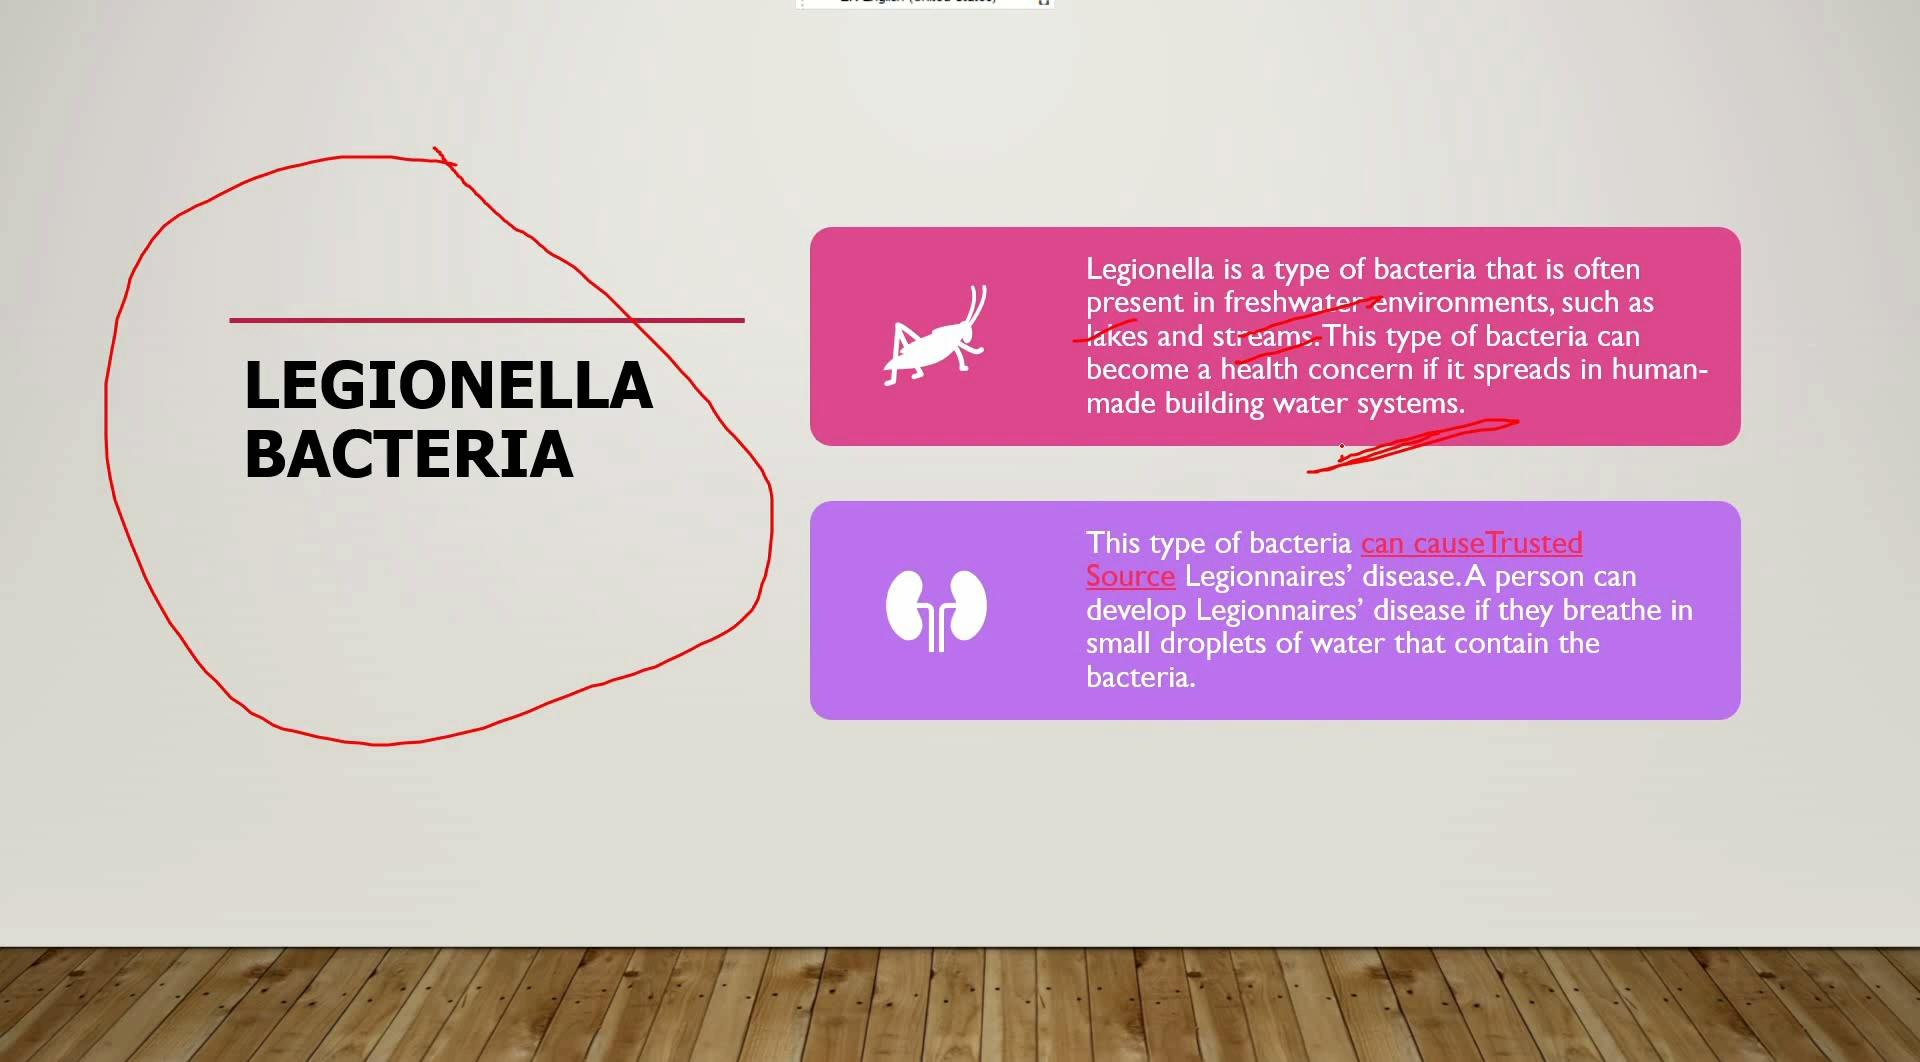 LEGIONELLA
BACTERIA
Legionella is a type of bacteria that is often
present in freshwater environments, such as
lakes and streams. This type of bacteria can
become a health concern if it spreads in human-
made building water systems.
This type of bacteria can causeTrusted
Source Legionnaires’ disease. A person can
develop Legionnaires’ disease if they breathe in
small droplets of water that contain the
bacteria.